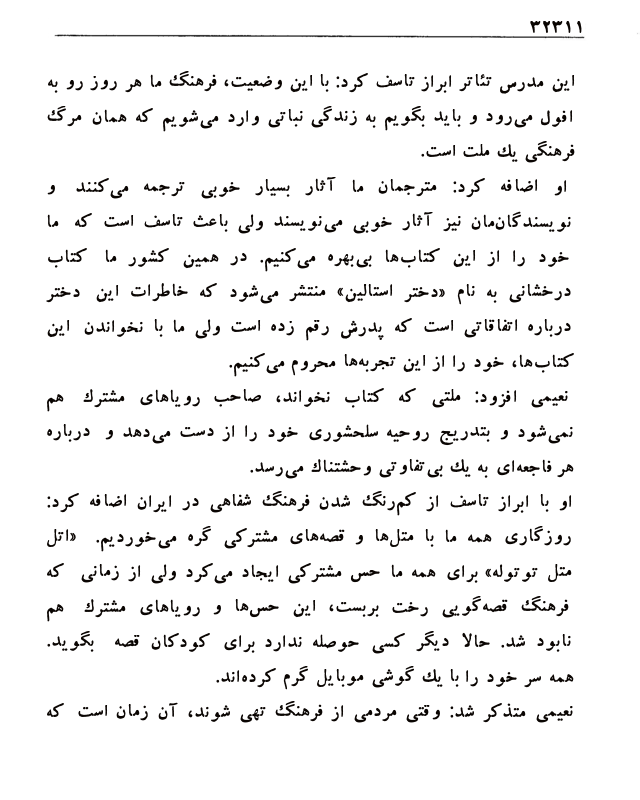 ۳۲۳۱۱
این مدرس تئاتر ابراز تاسف کرد: با این وضعیت، فرهنگ ما هر روز رو به
افول می‌رود و باید بگویم به زندگی نباتی وارد می‌شویم که همان مرگ
فرهنگی یك ملت است.
او اضافه کرد: مترجمان ما آثار بسیار خوبی ترجمه می‌کنند و
نویسندگان‌مان نیز آثار خوبی می‌نویسند ولی باعث تاسف است که ما
خود را از این کتاب‌ها بی‌بهره می‌کنیم. در همین کشور ما کتاب
درخشانی به نام «دختر استالین» منتشر می‌شود که خاطرات این دختر
درباره اتفاقاتی است که پدرش رقم زده است ولی ما با نخواندن این
کتاب‌ها، خود را از این تجربه‌ها محروم می‌کنیم.
نعیمی افزود: ملتی که کتاب نخواند، صاحب رویاهای مشترك هم
نمی‌شود و بتدریج روحیه سلحشوری خود را از دست می‌دهد و درباره
هر فاجعه‌ای به یك بی‌تفاوتی وحشتناك می‌رسد.
او با ابراز تاسف از کم‌رنگ شدن فرهنگ شفاهی در ایران اضافه کرد:
روزگاری همه ما با متل‌ها و قصه‌های مشترکی گره می‌خوردیم. «اتل
متل توتوله» برای همه ما حس مشترکی ایجاد می‌کرد ولی از زمانی که
فرهنگ قصه‌گویی رخت بربست، این حس‌ها و رویاهای مشترك هم
نابود شد. حالا دیگر کسی حوصله ندارد برای کودکان قصه بگوید.
همه سر خود را با یك گوشی موبایل گرم کرده‌اند.
نعیمی متذکر شد: وقتی مردمی از فرهنگ تهی شوند، آن زمان است که